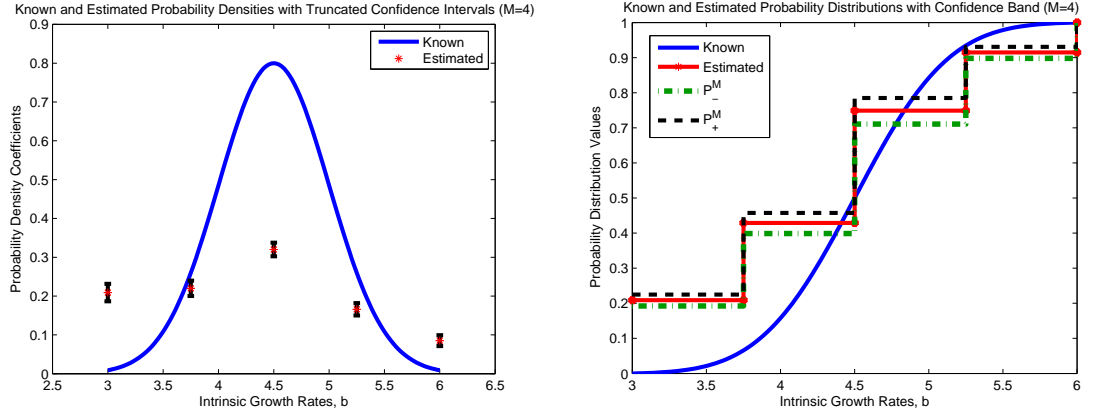 Known and Estimated Probability Densities with Truncated Confidence Intervals (M=4)
0.9
0.8
0.7
0.6
0.5
0.4
0.3
0.2
0.1
0
Probability Density Coefficients
Known
Estimated
2.5 3 3.5 4 4.5 5 5.5 6 6.5
Intrinsic Growth Rates, b
Known and Estimated Probability Distributions with Confidence Band (M=4)
1
0.9
0.8
0.7
0.6
0.5
0.4
0.3
0.2
0.1
0
Probability Distribution Values
Known
Estimated
P_–^M
P_+^M
3 3.5 4 4.5 5 5.5 6
Intrinsic Growth Rates, b